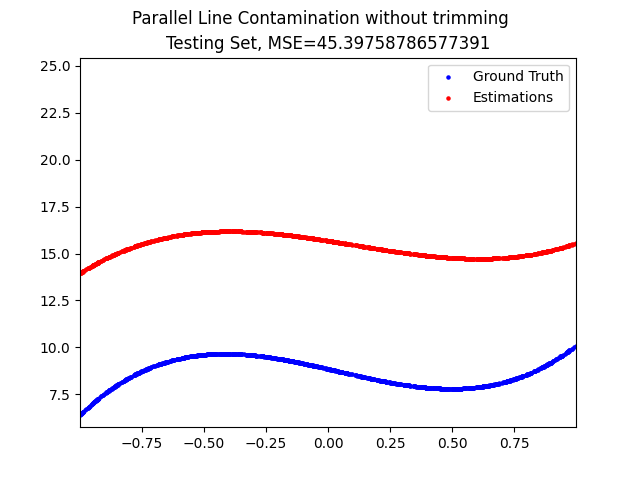 Parallel Line Contamination without trimming
Testing Set, MSE=45.39758786577391
Ground Truth
Estimations
25.0
22.5
20.0
17.5
15.0
12.5
10.0
7.5
−0.75 −0.50 −0.25 0.00 0.25 0.50 0.75